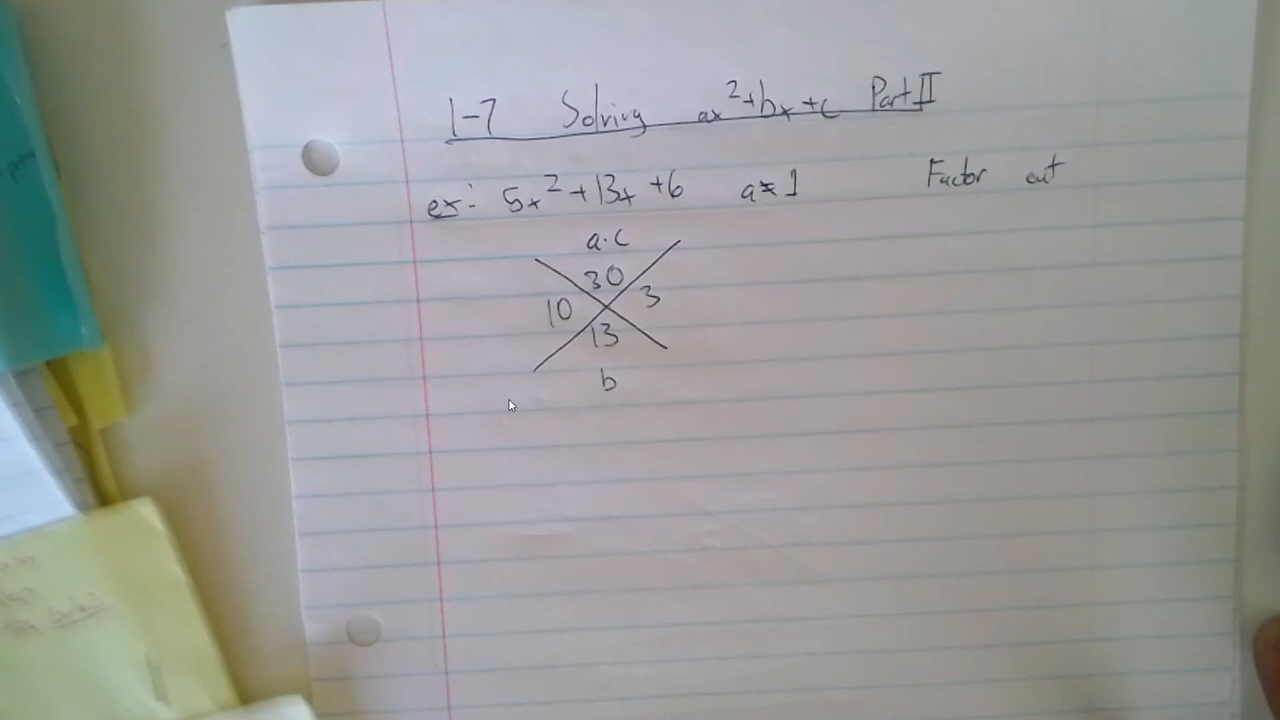 1-7 Solving ax²+bx+c Part II
ex: 5x²+13x+6 a≠1 Factor out
a·c
30
10 3
13
b